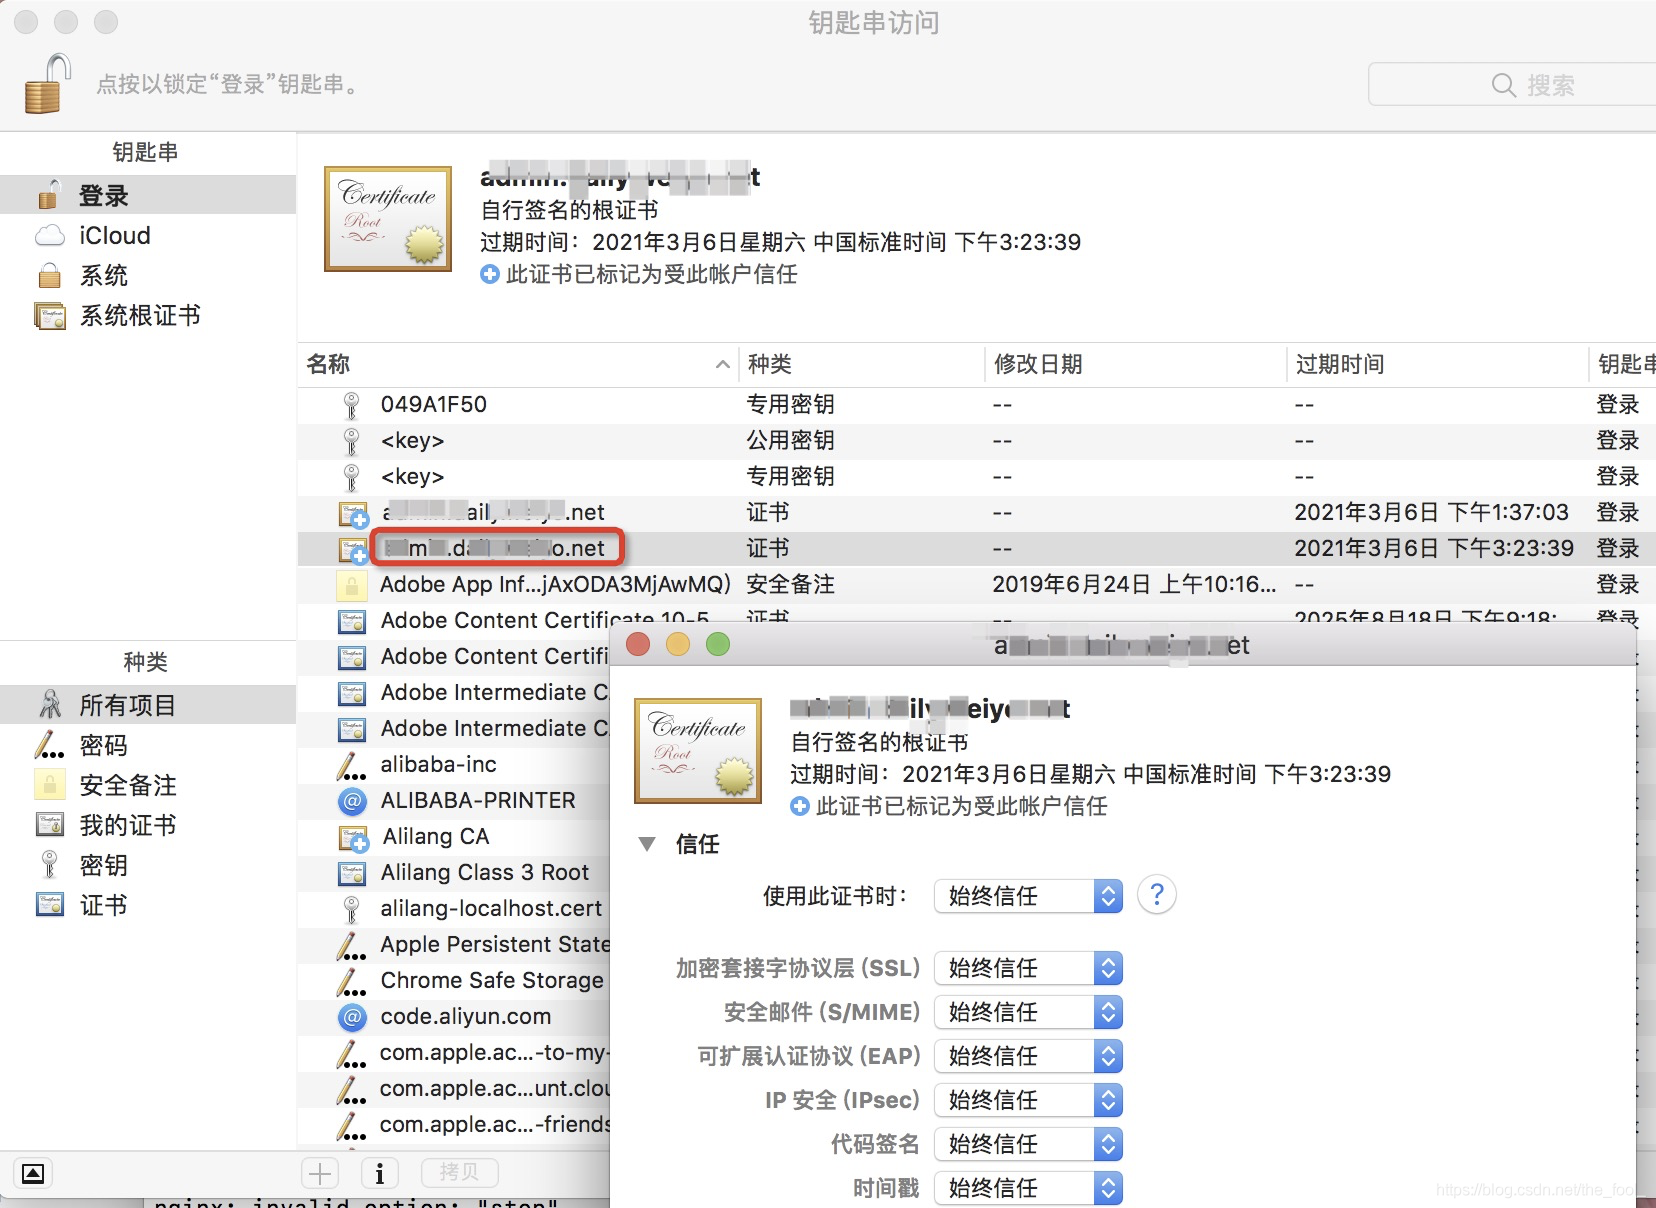 钥匙串访问
点按以锁定“登录”钥匙串。
搜索
钥匙串
登录
iCloud
系统
系统根证书
Certificate
Root
自行签名的根证书
过期时间：2021年3月6日星期六 中国标准时间 下午3:23:39
此证书已标记为受此帐户信任
名称 种类 修改日期 过期时间 钥匙串
049A1F50 专用密钥 -- -- 登录
<key> 公用密钥 -- -- 登录
<key> 专用密钥 -- -- 登录
.net 证书 -- 2021年3月6日 下午1:37:03 登录
.net 证书 -- 2021年3月6日 下午3:23:39 登录
Adobe App Inf...jAxODA3MjAwMQ) 安全备注 2019年6月24日 上午10:16... -- 登录
Adobe Content Certificate 10-5 证书 -- 2025年8月18日 下午9:18: 登录
Adobe Content Certifi
Adobe Intermediate C
Adobe Intermediate C
alibaba-inc
ALIBABA-PRINTER
Alilang CA
Alilang Class 3 Root
alilang-localhost.cert
Apple Persistent State
Chrome Safe Storage
code.aliyun.com
com.apple.ac...-to-my-
com.apple.ac...unt.clou
com.apple.ac...-friends
种类
所有项目
密码
安全备注
我的证书
密钥
证书
Certificate
Root
自行签名的根证书
过期时间：2021年3月6日星期六 中国标准时间 下午3:23:39
此证书已标记为受此帐户信任
信任
使用此证书时： 始终信任 ?
加密套接字协议层 (SSL) 始终信任
安全邮件 (S/MIME) 始终信任
可扩展认证协议 (EAP) 始终信任
IP 安全 (IPsec) 始终信任
代码签名 始终信任
时间戳 始终信任
拷贝
nginx: invalid option: "stop"
https://blog.csdn.net/the_fool_